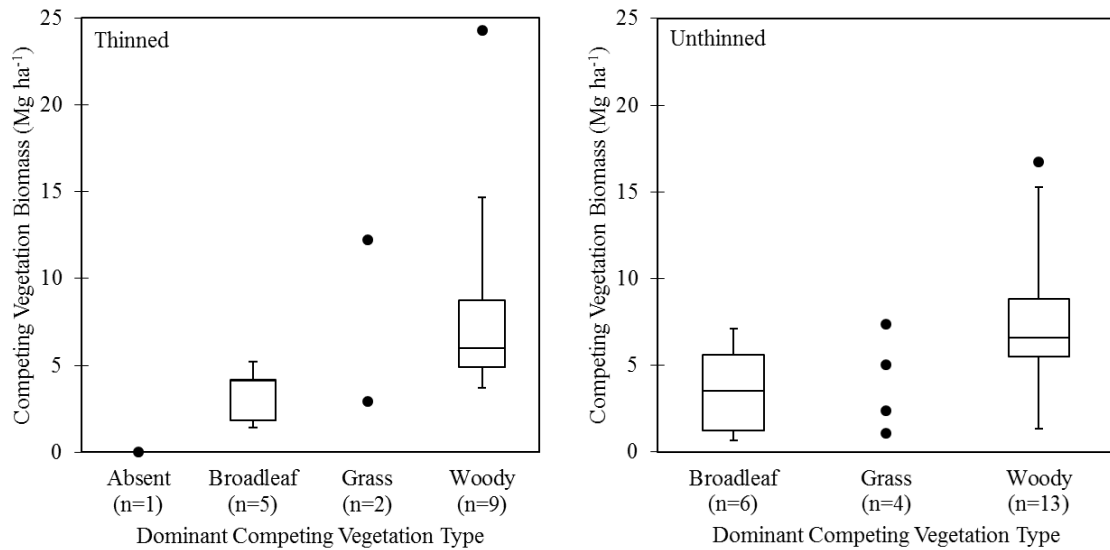 Thinned
Competing Vegetation Biomass (Mg ha⁻¹)
25
20
15
10
5
0
Absent
(n=1)
Broadleaf
(n=5)
Grass
(n=2)
Woody
(n=9)
Dominant Competing Vegetation Type
Unthinned
Competing Vegetation Biomass (Mg ha⁻¹)
25
20
15
10
5
0
Broadleaf
(n=6)
Grass
(n=4)
Woody
(n=13)
Dominant Competing Vegetation Type